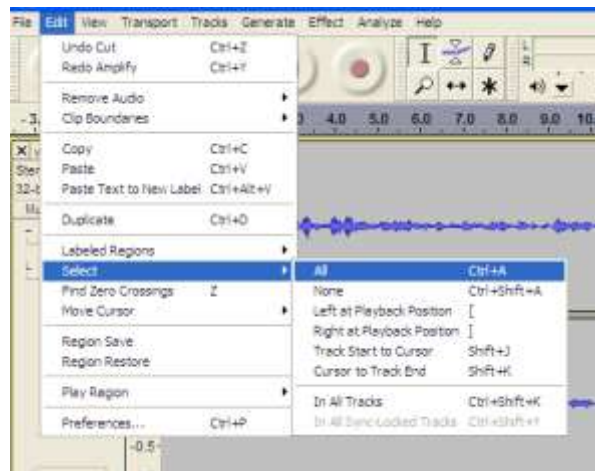 File Edit View Transport Tracks Generate Effect Analyze Help
Undo Cut Ctrl+Z
Redo Amplify Ctrl+Y
Remove Audio
Clip Boundaries
4.0 5.0 6.0 7.0 8.0 9.0 10.
Copy Ctrl+C
Paste Ctrl+V
Paste Text to New Label Ctrl+Alt+V
Duplicate Ctrl+D
Labeled Regions
Select
Find Zero Crossings Z
Move Cursor
Region Save
Region Restore
Play Region
Preferences... Ctrl+P
All Ctrl+A
None Ctrl+Shift+A
Left at Playback Position [
Right at Playback Position ]
Track Start to Cursor Shift+J
Cursor to Track End Shift+K
In All Tracks Ctrl+Shift+K
In All Sync-Locked Tracks Ctrl+Shift+Y
-0.5